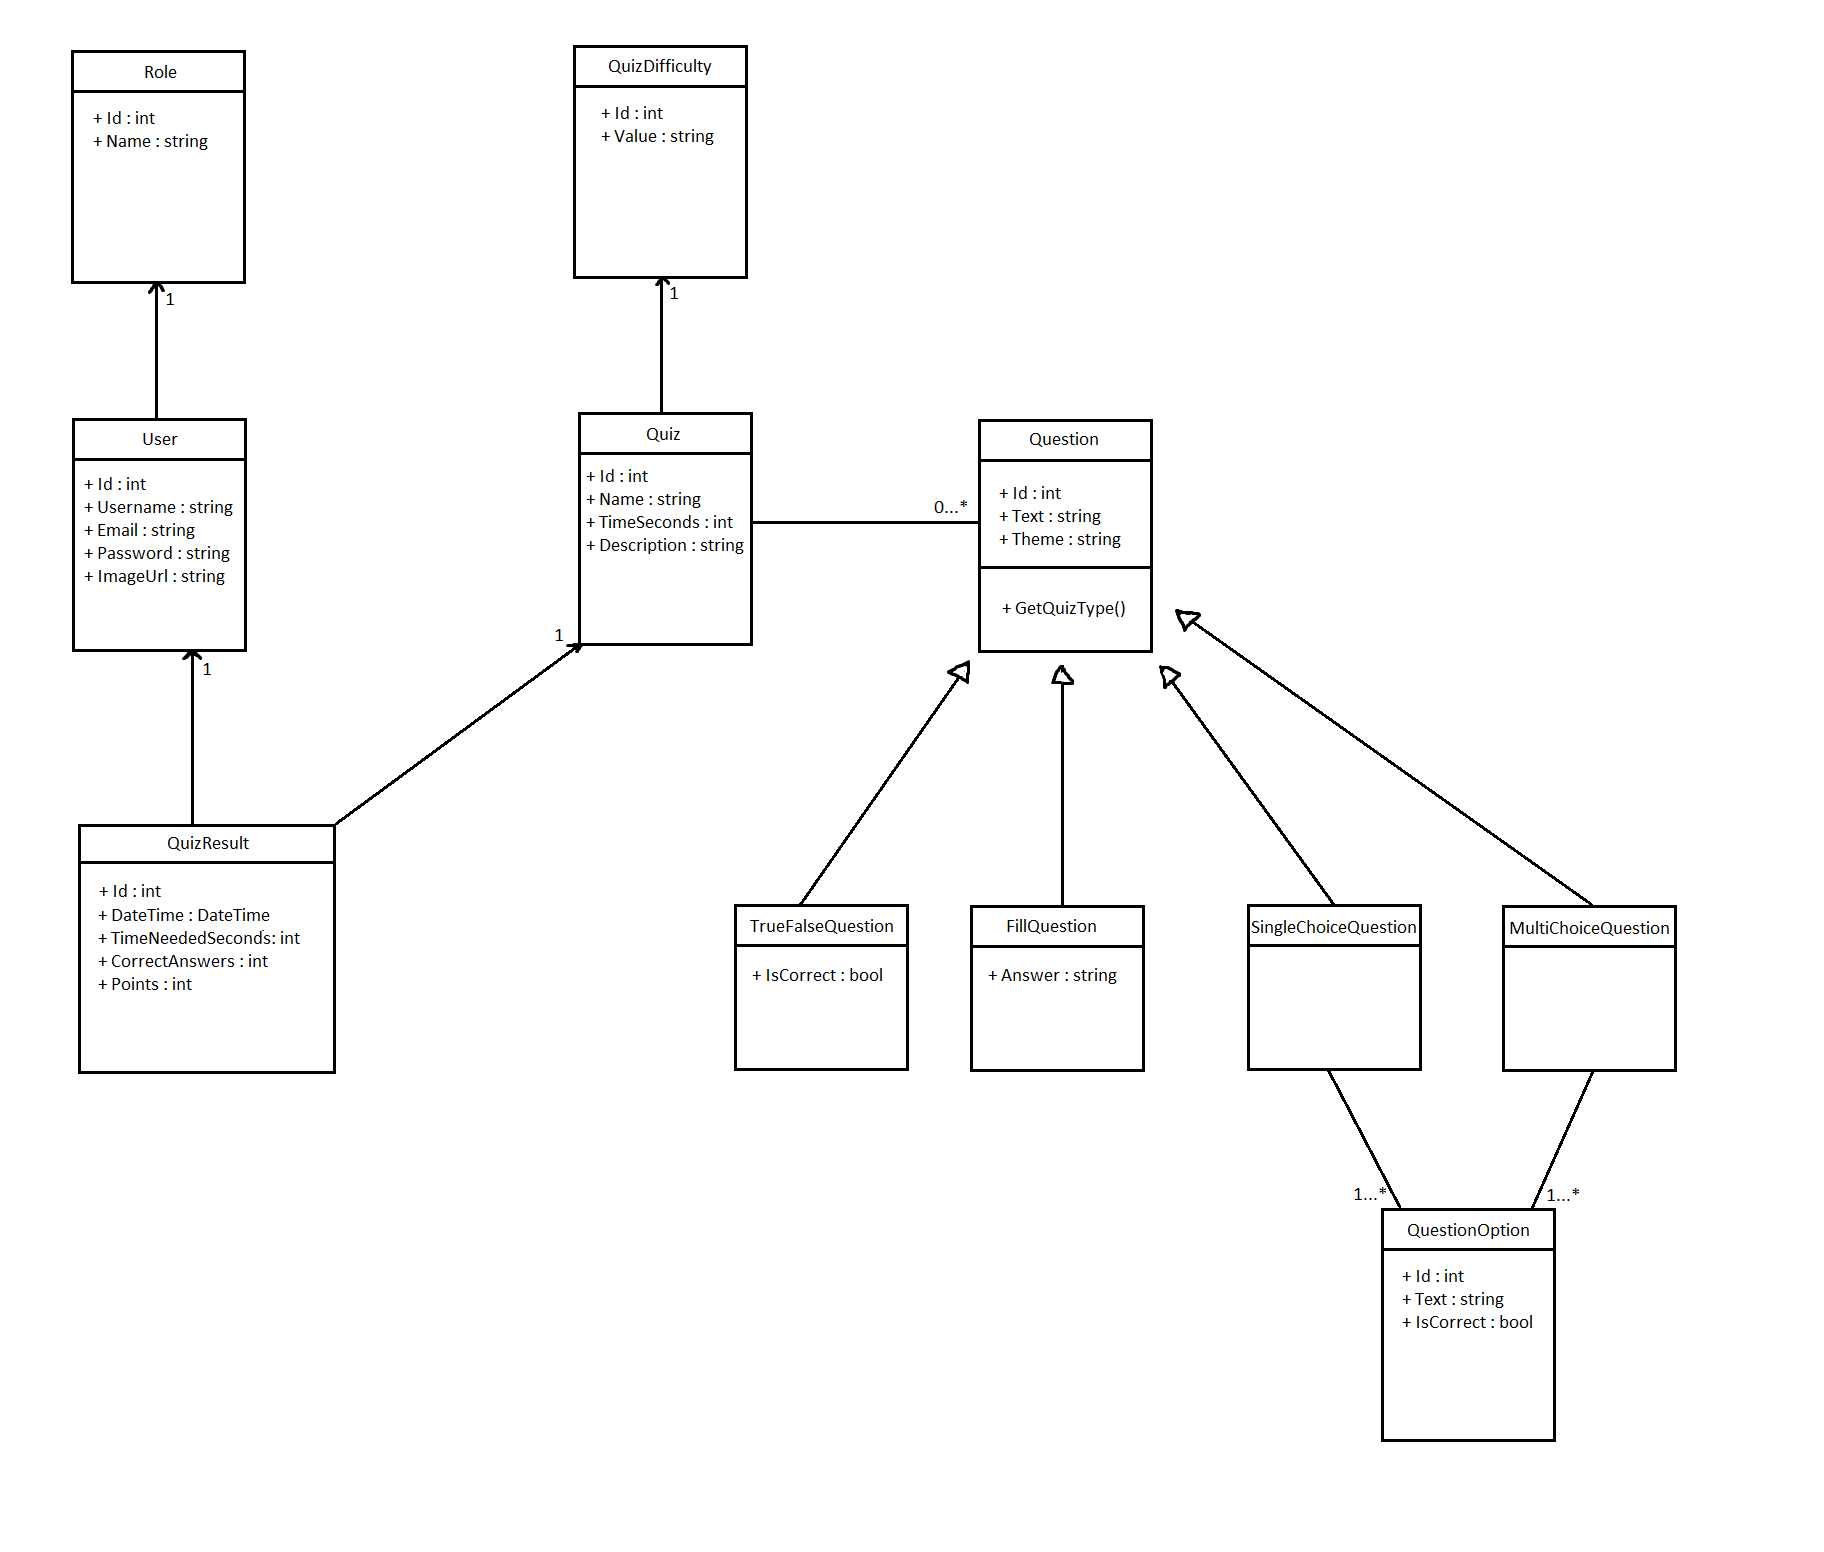 Role
+ Id : int
+ Name : string
1
QuizDifficulty
+ Id : int
+ Value : string
1
User
+ Id : int
+ Username : string
+ Email : string
+ Password : string
+ ImageUrl : string
1
Quiz
+ Id : int
+ Name : string
+ TimeSeconds : int
+ Description : string
1
0...*
Question
+ Id : int
+ Text : string
+ Theme : string
+ GetQuizType()
QuizResult
+ Id : int
+ DateTime : DateTime
+ TimeNeededSeconds: int
+ CorrectAnswers : int
+ Points : int
TrueFalseQuestion
+ IsCorrect : bool
FillQuestion
+ Answer : string
SingleChoiceQuestion
MultiChoiceQuestion
1...*
1...*
QuestionOption
+ Id : int
+ Text : string
+ IsCorrect : bool